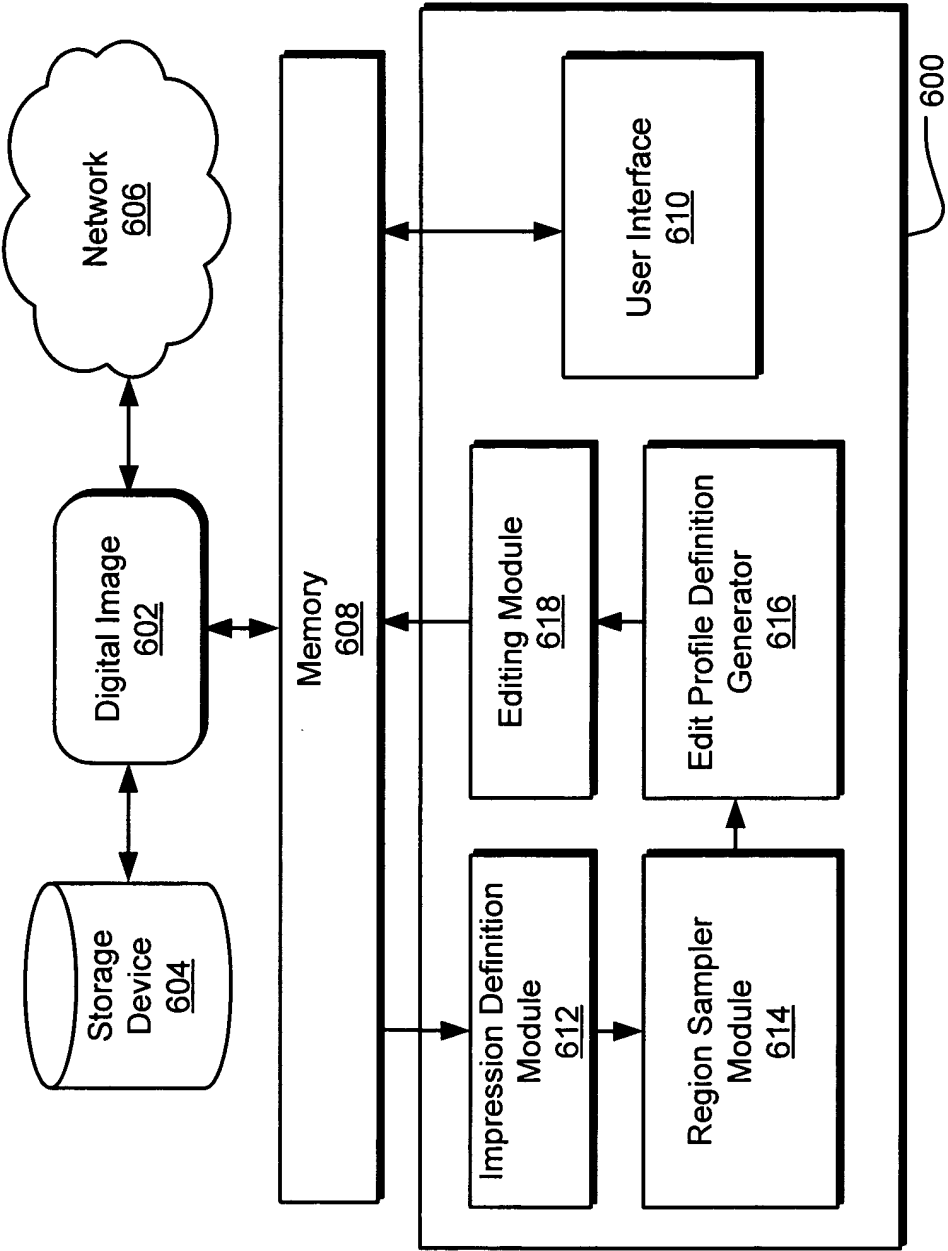 Storage
Device
604
Digital Image
602
Network
606
Memory
608
Impression Definition
Module
612
Editing Module
618
User Interface
610
Region Sampler
Module
614
Edit Profile Definition
Generator
616
600